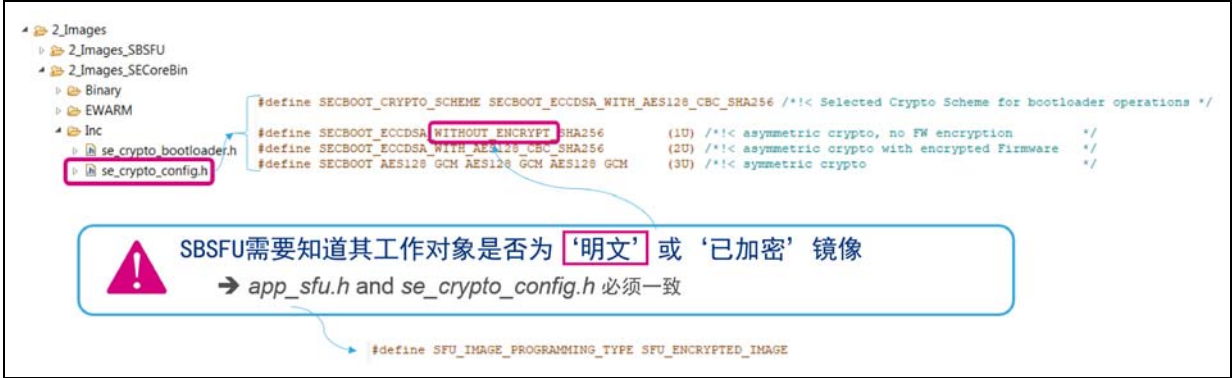 2_Images
2_Images_SBSFU
2_Images_SECoreBin
Binary
EWARM
Inc
se_crypto_bootloader.h
se_crypto_config.h
#define SECBOOT_CRYPTO_SCHEME SECBOOT_ECCDSA_WITH_AES128_CBC_SHA256 /*!< Selected Crypto Scheme for bootloader operations */
#define SECBOOT_ECCDSA_WITHOUT_ENCRYPT_SHA256 (1U) /*!< asymmetric crypto, no FW encryption */
#define SECBOOT_ECCDSA_WITH_AES128_CBC_SHA256 (2U) /*!< asymmetric crypto with encrypted Firmware */
#define SECBOOT_AES128_GCM_AES128_GCM_AES128_GCM (3U) /*!< symmetric crypto */
SBSFU需要知道其工作对象是否为 ‘明文’ 或 ‘已加密’ 镜像
➔ app_sfu.h and se_crypto_config.h 必须一致
#define SFU_IMAGE_PROGRAMMING_TYPE SFU_ENCRYPTED_IMAGE